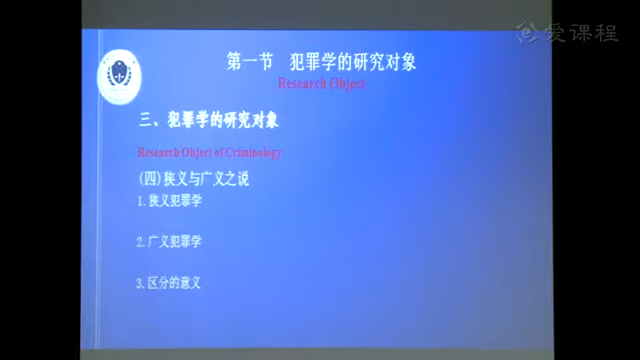 爱课程
第一节 犯罪学的研究对象
Research Object
三、犯罪学的研究对象
Research Object of Criminology
(四)狭义与广义之说
1.狭义犯罪学
2.广义犯罪学
3.区分的意义